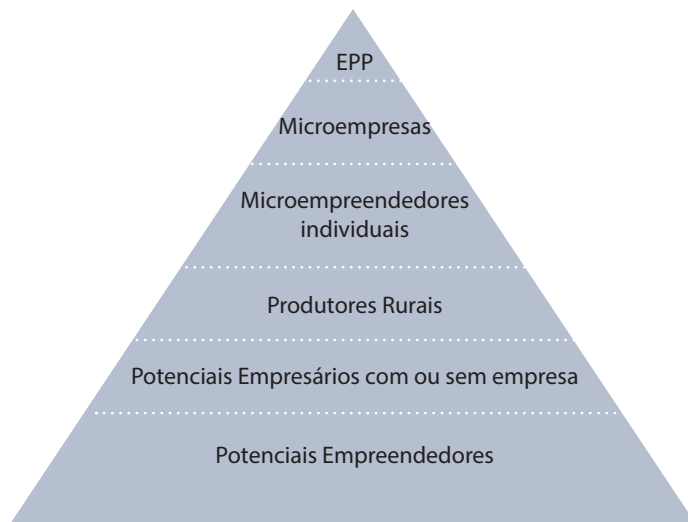 EPP
Microempresas
Microempreendedores
individuais
Produtores Rurais
Potenciais Empresários com ou sem empresa
Potenciais Empreendedores